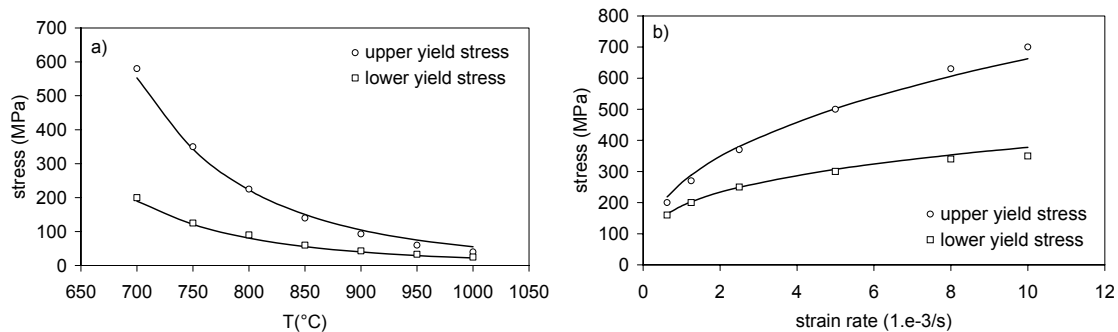 a)
upper yield stress
lower yield stress
stress (MPa)
700
600
500
400
300
200
100
0
650 700 750 800 850 900 950 1000 1050
T(°C)
b)
upper yield stress
lower yield stress
stress (MPa)
800
700
600
500
400
300
200
100
0
0 2 4 6 8 10 12
strain rate (1.e-3/s)